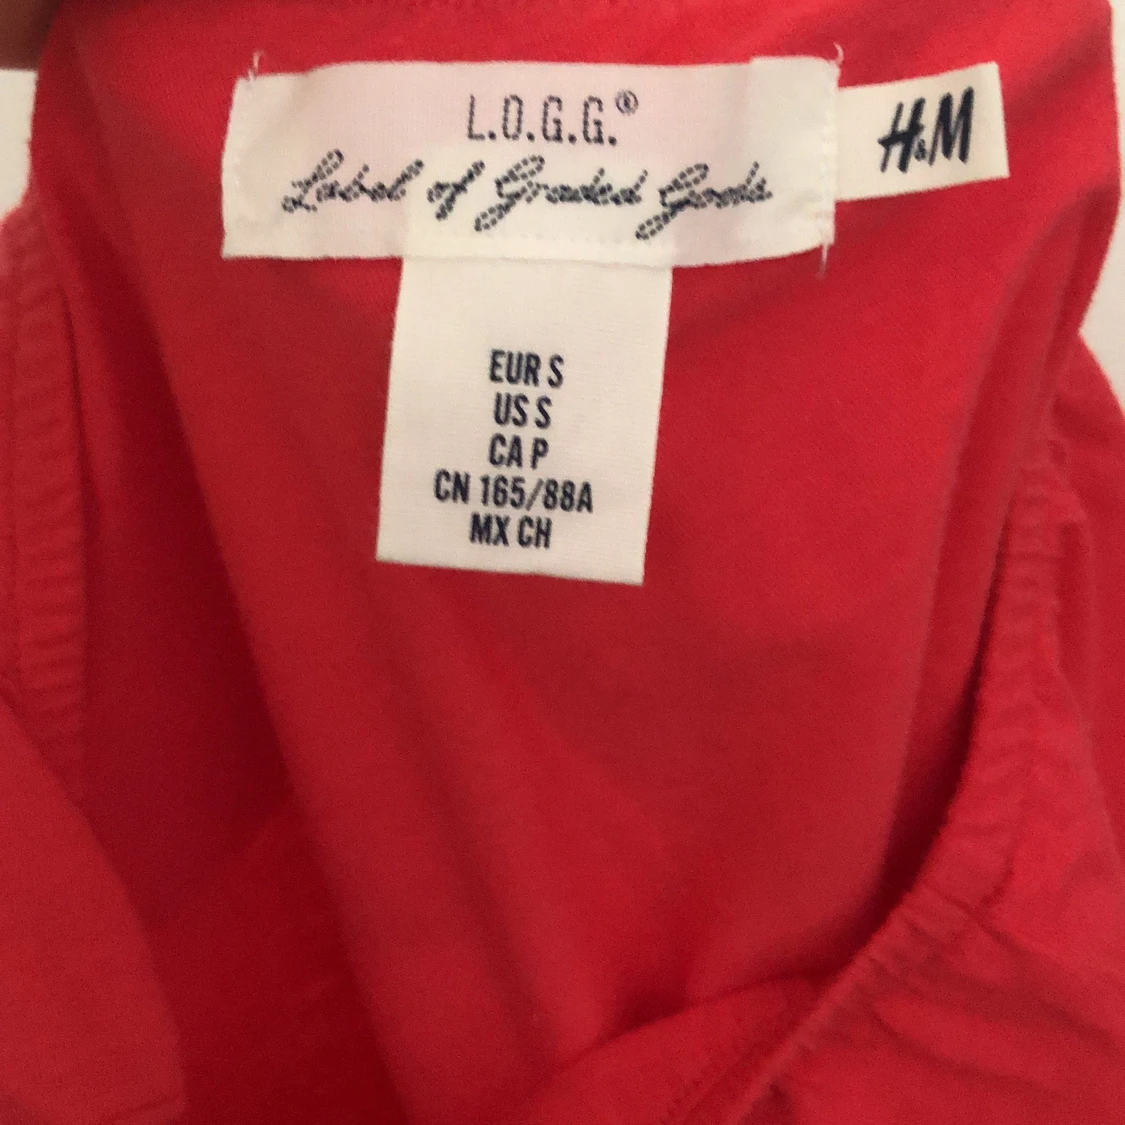 L.O.G.G.®
Label of Graded Goods
H&M
EUR S
US S
CA P
CN 165/88A
MX CH